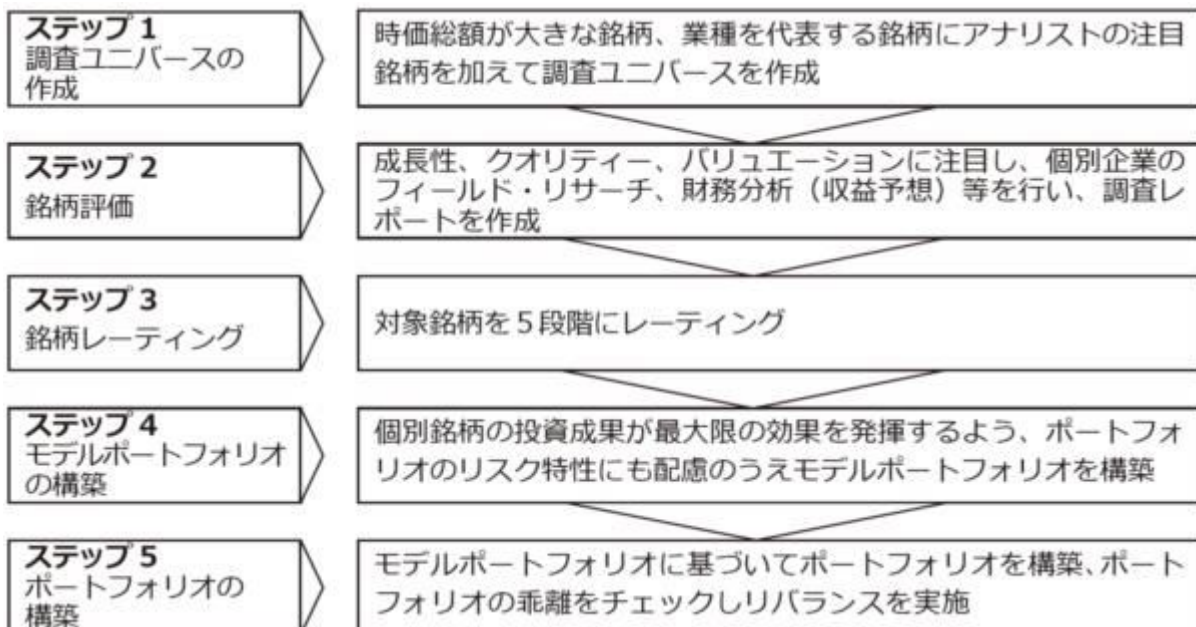 ステップ 1
調査ユニバースの
作成
時価総額が大きな銘柄、業種を代表する銘柄にアナリストの注目
銘柄を加えて調査ユニバースを作成
ステップ 2
銘柄評価
成長性、クオリティー、バリュエーションに注目し、個別企業の
フィールド・リサーチ、財務分析（収益予想）等を行い、調査レ
ポートを作成
ステップ 3
銘柄レーティング
対象銘柄を５段階にレーティング
ステップ 4
モデルポートフォリオ
の構築
個別銘柄の投資成果が最大限の効果を発揮するよう、ポートフォ
リオのリスク特性にも配慮のうえモデルポートフォリオを構築
ステップ 5
ポートフォリオの
構築
モデルポートフォリオに基づいてポートフォリオを構築、ポート
フォリオの乖離をチェックしリバランスを実施